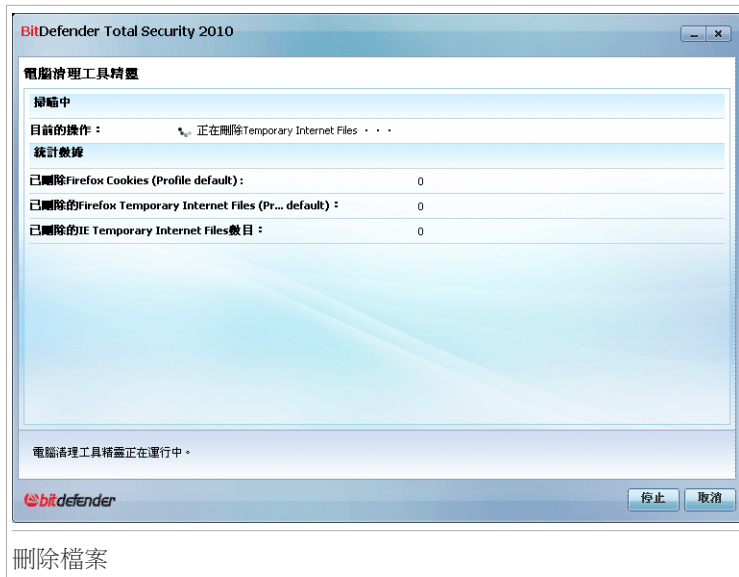 BitDefender Total Security 2010
電腦清理工具精靈
掃瞄中
目前的操作： 正在刪除Temporary Internet Files ・・・
統計數據
已刪除Firefox Cookies (Profile default) : 0
已刪除的Firefox Temporary Internet Files (Pr... default)： 0
已刪除的IE Temporary Internet Files數目： 0
電腦清理工具精靈正在運行中。
bitdefender
停止 取消
刪除檔案